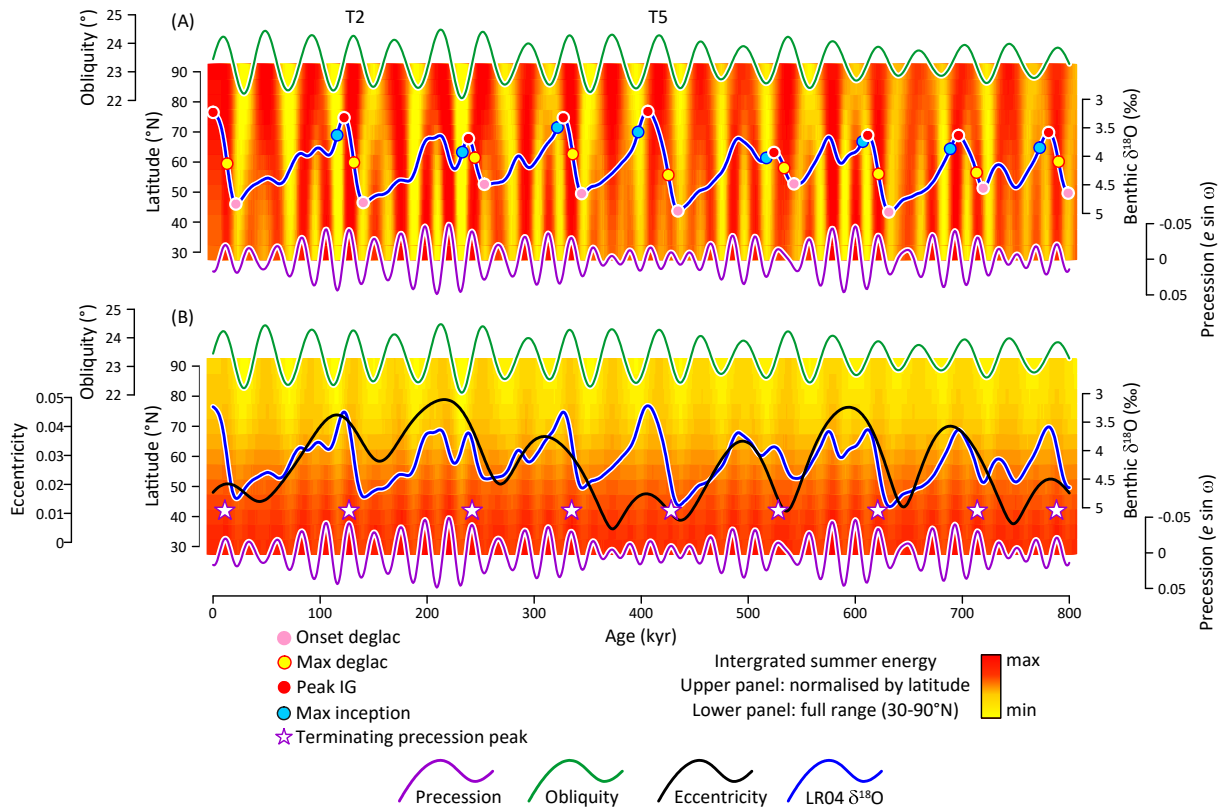 T2
T5
(A)
Obliquity (°)
25
24
23
22
Latitude (°N)
90
80
70
60
50
40
30
Benthic δ18O (‰)
3
3.5
4
4.5
5
Precession (e sin ω)
-0.05
0
0.05
(B)
Obliquity (°)
25
24
23
22
Eccentricity
0.05
0.04
0.03
0.02
0.01
0
Latitude (°N)
90
80
70
60
50
40
30
Benthic δ18O (‰)
3
3.5
4
4.5
5
Precession (e sin ω)
-0.05
0
0.05
0 100 200 300 400 500 600 700 800
Age (kyr)
Onset deglac
Max deglac
Peak IG
Max inception
Terminating precession peak
Intergrated summer energy
Upper panel: normalised by latitude
Lower panel: full range (30-90°N)
max
min
Precession Obliquity Eccentricity LR04 δ18O